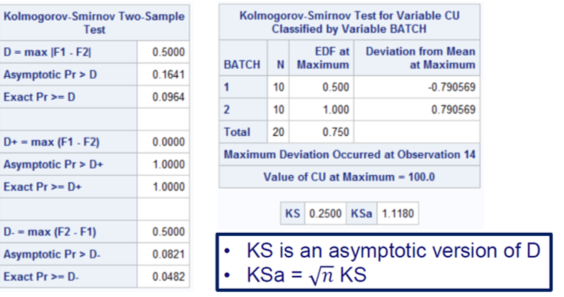 Kolmogorov-Smirnov Two-Sample
Test
D = max |F1 - F2| 0.5000
Asymptotic Pr > D 0.1641
Exact Pr >= D 0.0964
D+ = max (F1 - F2) 0.0000
Asymptotic Pr > D+ 1.0000
Exact Pr >= D+ 1.0000
D- = max (F2 - F1) 0.5000
Asymptotic Pr > D- 0.0821
Exact Pr >= D- 0.0482
Kolmogorov-Smirnov Test for Variable CU
Classified by Variable BATCH
EDF at Deviation from Mean
BATCH N Maximum at Maximum
1 10 0.500 -0.790569
2 10 1.000 0.790569
Total 20 0.750
Maximum Deviation Occurred at Observation 14
Value of CU at Maximum = 100.0
KS 0.2500 KSa 1.1180
• KS is an asymptotic version of D
• KSa = √n KS